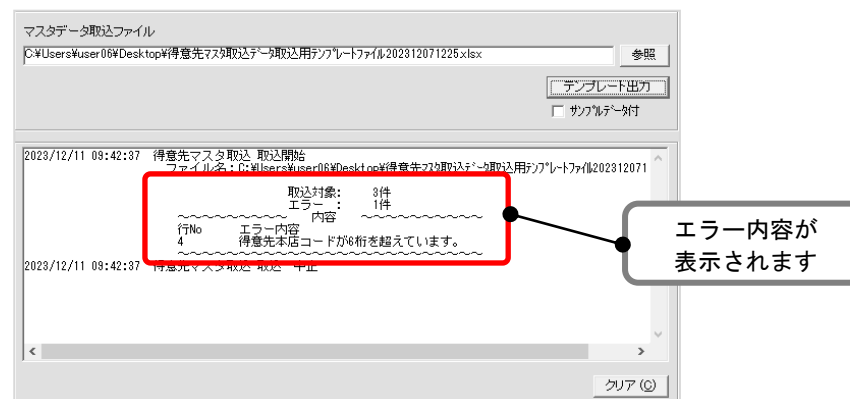 マスタデータ取込ファイル
C:¥Users¥user06¥Desktop¥得意先マスタ取込データ取込用テンプレートファイル202312071225.xlsx
参照
テンプレート出力
サンプルデータ付
2023/12/11 09:42:37 得意先マスタ取込 取込開始
ファイル名:C:¥Users¥user06¥Desktop¥得意先マスタ取込データ取込用テンプレートファイル202312071
取込対象: 3件
エラー : 1件
~~~~~~~~~~ 内容 ~~~~~~~~~~~
行No エラー内容
4 得意先本店コードが6桁を超えています。
~~~~~~~~~~~~~~~~~~~~~~~~~~~~
2023/12/11 09:42:37 得意先マスタ取込 取込 中止
エラー内容が
表示されます
クリア(C)